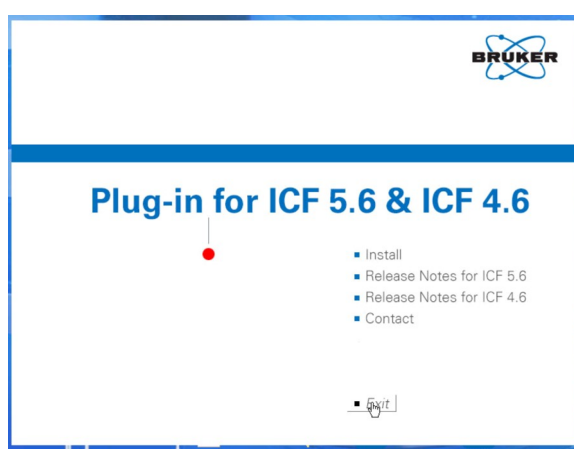 BRUKER
Plug-in for ICF 5.6 & ICF 4.6
Install
Release Notes for ICF 5.6
Release Notes for ICF 4.6
Contact
Exit